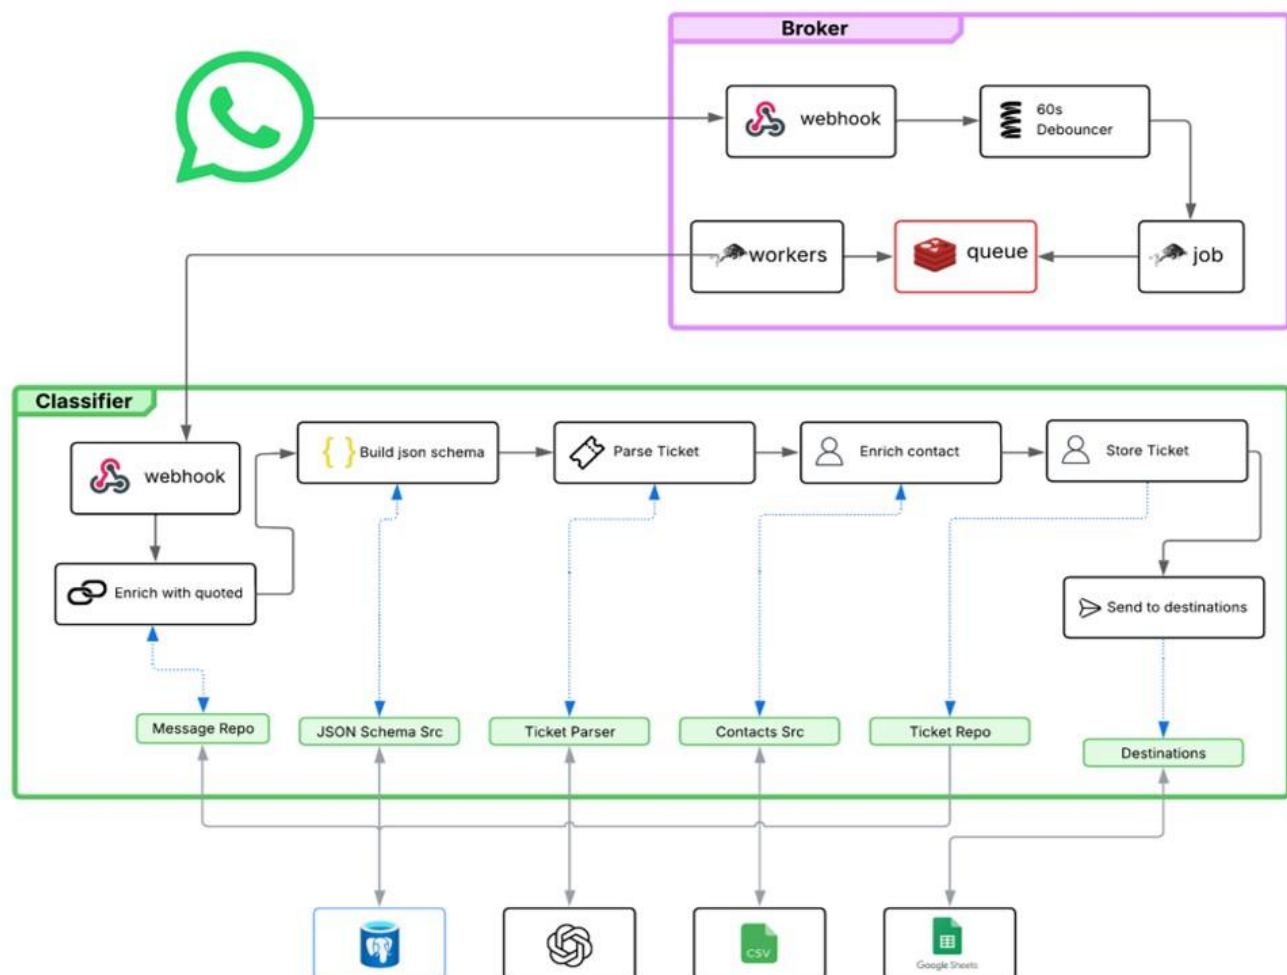 Broker
webhook
60s
Debouncer
workers
queue
job
Classifier
webhook
Build json schema
Parse Ticket
Enrich contact
Store Ticket
Enrich with quoted
Send to destinations
Message Repo
JSON Schema Src
Ticket Parser
Contacts Src
Ticket Repo
Destinations
CSV
Google Sheets